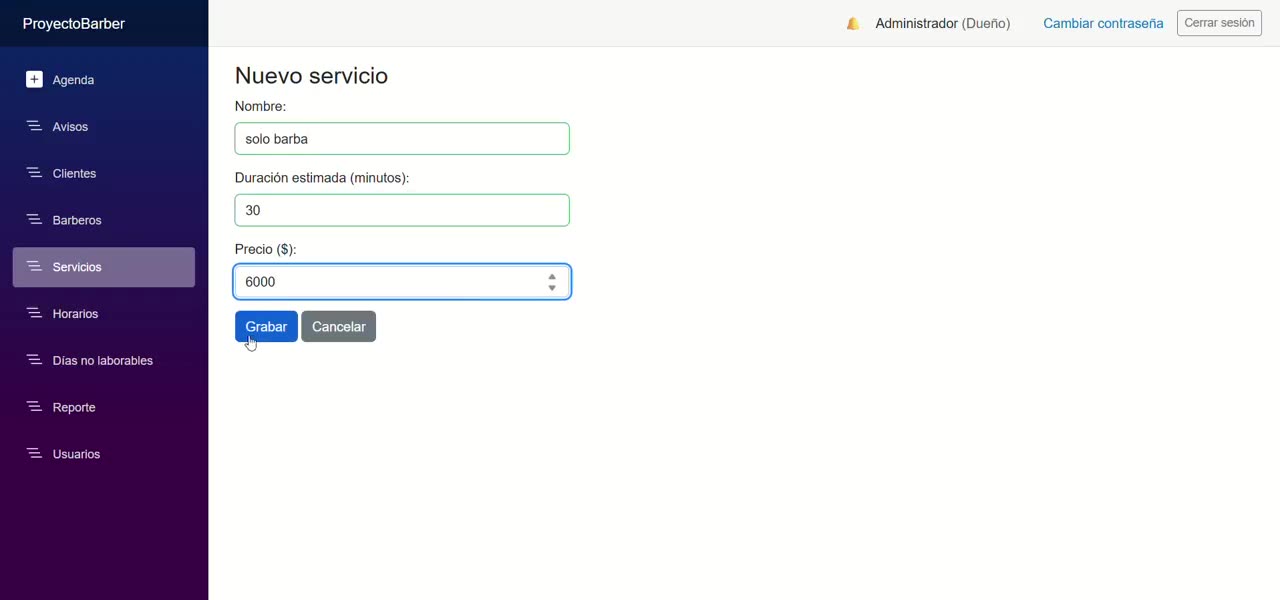 ProyectoBarber
Administrador (Dueño)
Cambiar contraseña
Cerrar sesión
Agenda
Avisos
Clientes
Barberos
Servicios
Horarios
Días no laborables
Reporte
Usuarios
Nuevo servicio
Nombre:
solo barba
Duración estimada (minutos):
30
Precio ($):
6000
Grabar
Cancelar